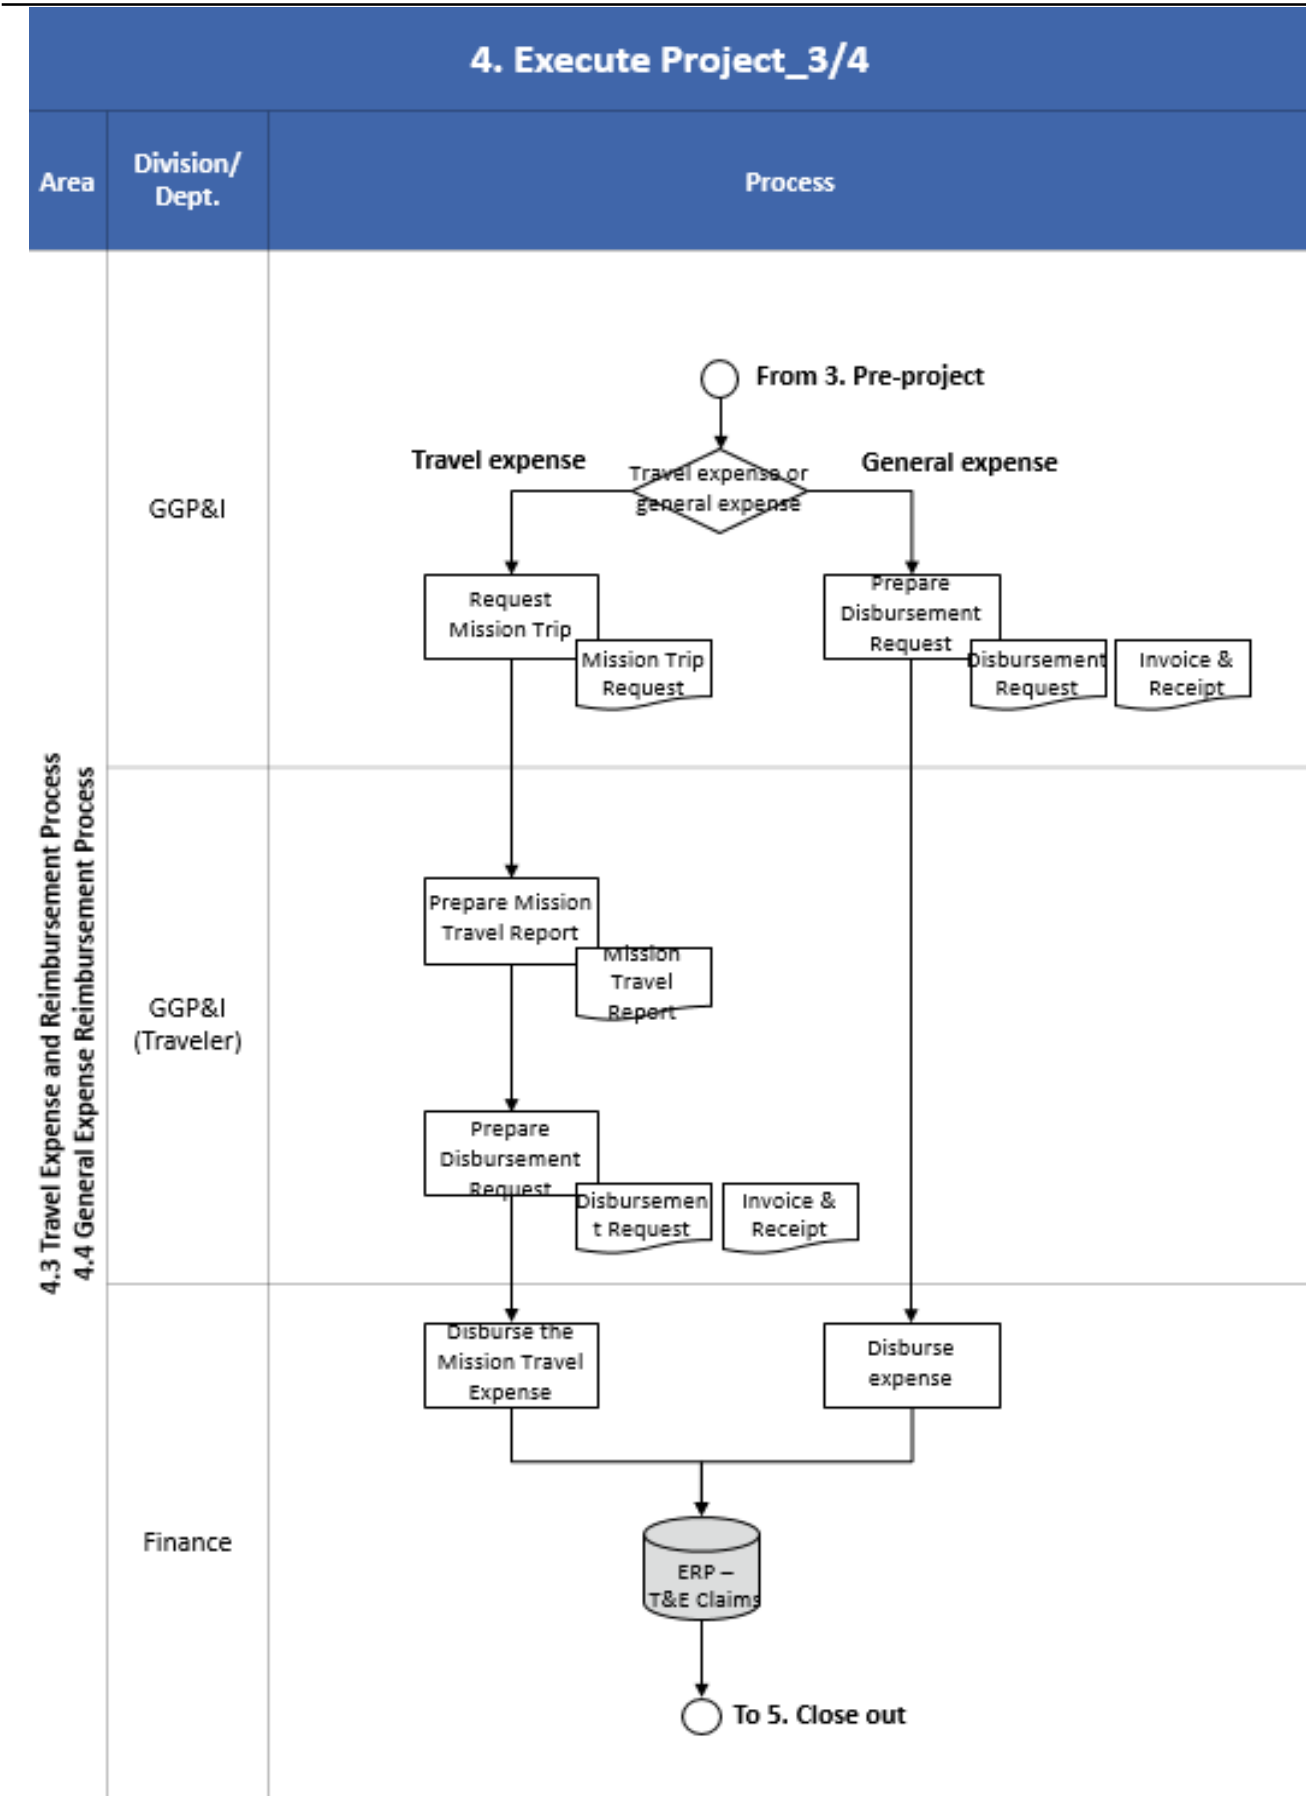 4. Execute Project_3/4
Area
Division/
Dept.
Process
4.3 Travel Expense and Reimbursement Process
4.4 General Expense Reimbursement Process
GGP&I
From 3. Pre-project
Travel expense
Travel expense or
general expense
General expense
Request
Mission Trip
Mission Trip
Request
Prepare
Disbursement
Request
Disbursement
Request
Invoice &
Receipt
GGP&I
(Traveler)
Prepare Mission
Travel Report
Mission
Travel
Report
Prepare
Disbursement
Request
Disbursemen
t Request
Invoice &
Receipt
Finance
Disburse the
Mission Travel
Expense
Disburse
expense
ERP –
T&E Claims
To 5. Close out